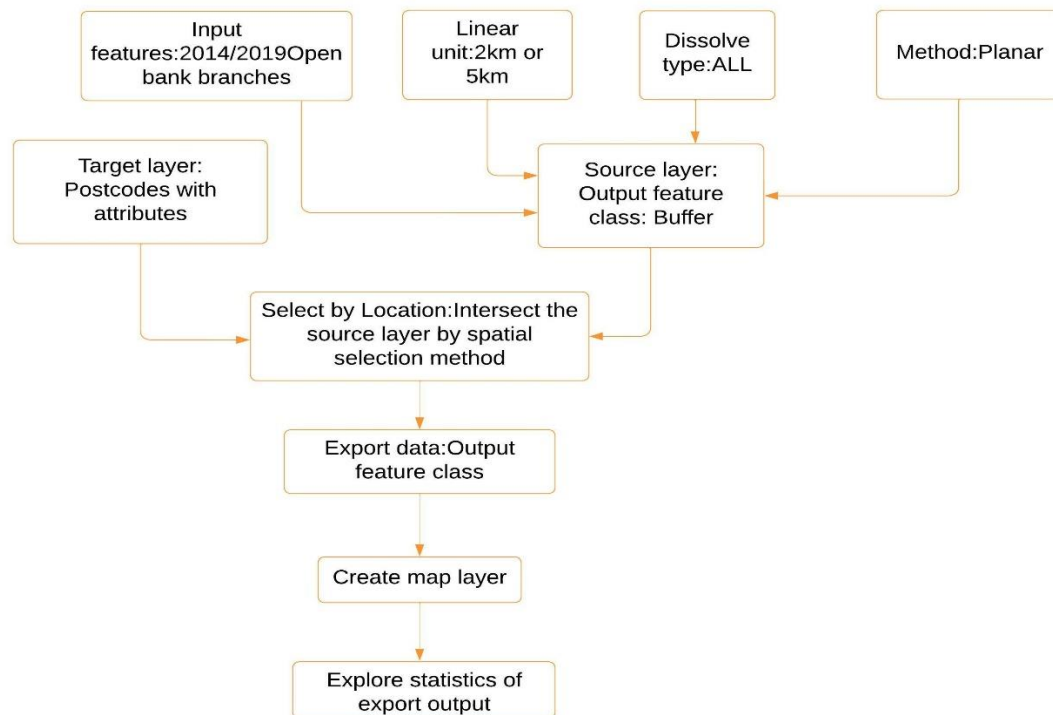 Input
features:2014/2019Open
bank branches
Linear
unit:2km or
5km
Dissolve
type:ALL
Method:Planar
Target layer:
Postcodes with
attributes
Source layer:
Output feature
class: Buffer
Select by Location:Intersect the
source layer by spatial
selection method
Export data:Output
feature class
Create map layer
Explore statistics of
export output